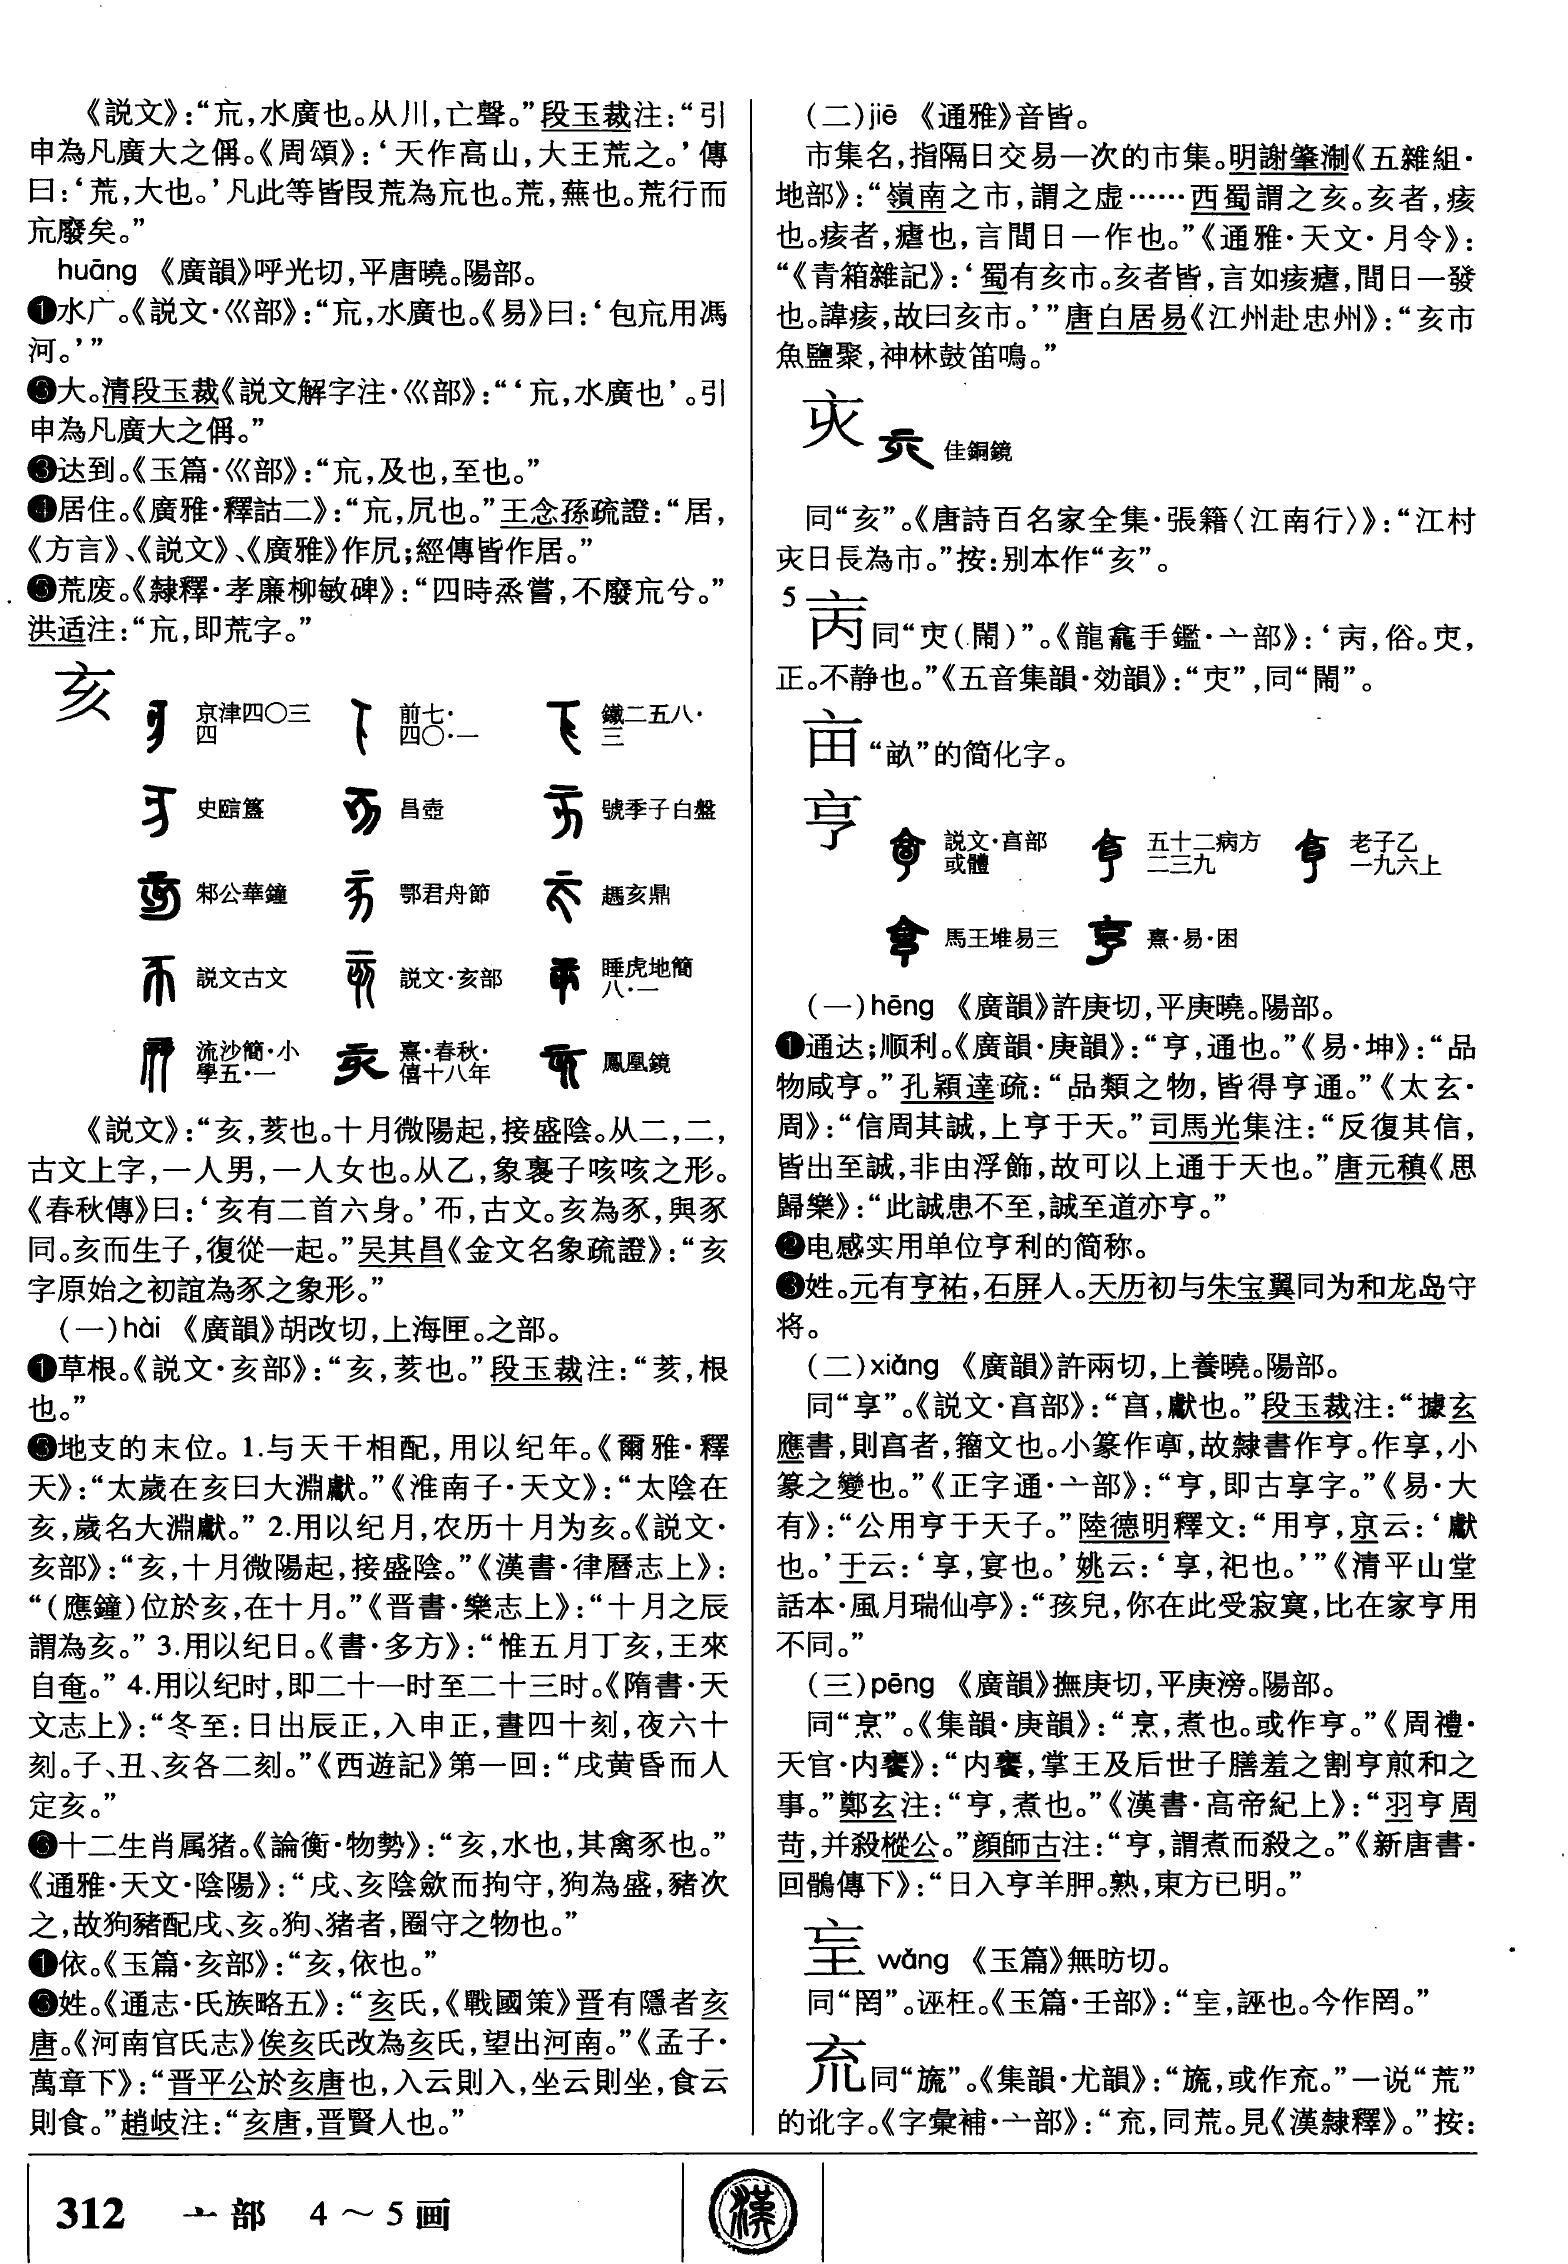 《説文》:“巟,水廣也。从川,亡聲。”段玉裁注:“引
申為凡廣大之偁。《周頌》:‘天作高山,大王荒之。’傳
曰:‘荒,大也。’凡此等皆叚荒為巟也。荒,蕪也。荒行而
巟廢矣。”
huāng 《廣韻》呼光切,平唐曉。陽部。
❶水广。《説文·巛部》:“巟,水廣也。《易》曰:‘包巟用馮
河。’”
大。清段玉裁《説文解字注·巛部》:“‘巟,水廣也’。引
申為凡廣大之偁。”
❸达到。《玉篇·巛部》:“巟,及也,至也。”
❹居住。《廣雅·釋詁二》:“巟,凥也。”王念孫疏證:“居,
《方言》、《説文》、《廣雅》作凥;經傳皆作居。”
❺荒废。《隸釋·孝廉柳敏碑》:“四時烝嘗,不廢巟兮。”
洪适注:“巟,即荒字。”
亥
京津四〇三四 前七·四〇·一 鐵二五八·三
史䛗簋 昌壺 虢季子白盤
邾公華鐘 鄂君舟節 𧽙亥鼎
説文古文 説文·亥部 睡虎地簡八·一
流沙簡·小學五·一 熹·春秋·僖十八年 鳳凰鏡
《説文》:“亥,荄也。十月微陽起,接盛陰。从二,二,
古文上字,一人男,一人女也。从乙,象褱子咳咳之形。
《春秋傳》曰:‘亥有二首六身。’㔻,古文。亥為豕,與豕
同。亥而生子,復從一起。”吴其昌《金文名象疏證》:“亥
字原始之初誼為豕之象形。”
(一)hài 《廣韻》胡改切,上海匣。之部。
❶草根。《説文·亥部》:“亥,荄也。”段玉裁注:“荄,根
也。”
地支的末位。1.与天干相配,用以纪年。《爾雅·釋
天》:“太歲在亥曰大淵獻。”《淮南子·天文》:“太陰在
亥,歲名大淵獻。”2.用以纪月,农历十月为亥。《説文·
亥部》:“亥,十月微陽起,接盛陰。”《漢書·律曆志上》:
“(應鐘)位於亥,在十月。”《晋書·樂志上》:“十月之辰
謂為亥。”3.用以纪日。《書·多方》:“惟五月丁亥,王來
自奄。”4.用以纪时,即二十一时至二十三时。《隋書·天
文志上》:“冬至:日出辰正,入申正,晝四十刻,夜六十
刻。子、丑、亥各二刻。”《西遊記》第一回:“戌黄昏而人
定亥。”
十二生肖属猪。《論衡·物勢》:“亥,水也,其禽豕也。”
《通雅·天文·陰陽》:“戌、亥陰斂而拘守,狗為盛,豬次
之,故狗豬配戌、亥。狗、猪者,圈守之物也。”
依。《玉篇·亥部》:“亥,依也。”
姓。《通志·氏族略五》:“亥氏,《戰國策》晋有隱者亥
唐。《河南官氏志》俟亥氏改為亥氏,望出河南。”《孟子·
萬章下》:“晋平公於亥唐也,入云則入,坐云則坐,食云
則食。”趙岐注:“亥唐,晋賢人也。”
(二)jiē 《通雅》音皆。
市集名,指隔日交易一次的市集。明謝肇淛《五雜組·
地部》:“嶺南之市,謂之虚……西蜀謂之亥。亥者,痎
也。痎者,瘧也,言間日一作也。”《通雅·天文·月令》:
“《青箱雜記》:‘蜀有亥市。亥者皆,言如痎瘧,間日一發
也。諱痎,故曰亥市。’”唐白居易《江州赴忠州》:“亥市
魚鹽聚,神林鼓笛鳴。”
㡿 佳銅鏡
同“亥”。《唐詩百名家全集·張籍〈江南行〉》:“江村
日長為市。”按:别本作“亥”。
5
同“㕰(鬧)”。《龍龕手鑑·亠部》:‘,俗。,
正。不静也。”《五音集韻·効韻》:“”,同“鬧”。
亩“畝”的简化字。
亨
説文·亯部或體 五十二病方二三九 老子乙一九六上
馬王堆易三 熹·易·困
(一)hēng 《廣韻》許庚切,平庚曉。陽部。
❶通达;顺利。《廣韻·庚韻》:“亨,通也。”《易·坤》:“品
物咸亨。”孔穎達疏:“品類之物,皆得亨通。”《太玄·
周》:“信周其誠,上亨于天。”司馬光集注:“反復其信,
皆出至誠,非由浮飾,故可以上通于天也。”唐元稹《思
歸樂》:“此誠患不至,誠至道亦亨。”
❷电感实用单位亨利的简称。
❸姓。元有亨祐,石屏人。天历初与朱宝翼同为和龙岛守
将。
(二)xiǎng 《廣韻》許兩切,上養曉。陽部。
同“享”。《説文·亯部》:“亯,獻也。”段玉裁注:“據玄
應書,則亯者,籀文也。小篆作𠅠,故隸書作亨。作享,小
篆之變也。”《正字通·亠部》:“亨,即古享字。”《易·大
有》:“公用亨于天子。”陸德明釋文:“用亨,京云:‘獻
也。’于云:‘享,宴也。’姚云:‘享,祀也。’”《清平山堂
話本·風月瑞仙亭》:“孩兒,你在此受寂寞,比在家亨用
不同。”
(三)pēng 《廣韻》撫庚切,平庚滂。陽部。
同“烹”。《集韻·庚韻》:“烹,煮也。或作亨。”《周禮·
天官·内饔》:“内饔,掌王及后世子膳羞之割亨煎和之
事。”鄭玄注:“亨,煮也。”《漢書·高帝紀上》:“羽亨周
苛,并殺樅公。”顔師古注:“亨,謂煮而殺之。”《新唐書·
回鶻傳下》:“日入亨羊胛。熟,東方已明。”
𡈼 wǎng 《玉篇》無昉切。
同“罔”。诬枉。《玉篇·壬部》:“,誣也。今作罔。”
㐬同“旒”。《集韻·尤韻》:“旒,或作㐬。”一说“荒”
的讹字。《字彙補·亠部》:“㐬,同荒。見《漢隸釋》。”按:
312 亠部 4～5画
漢